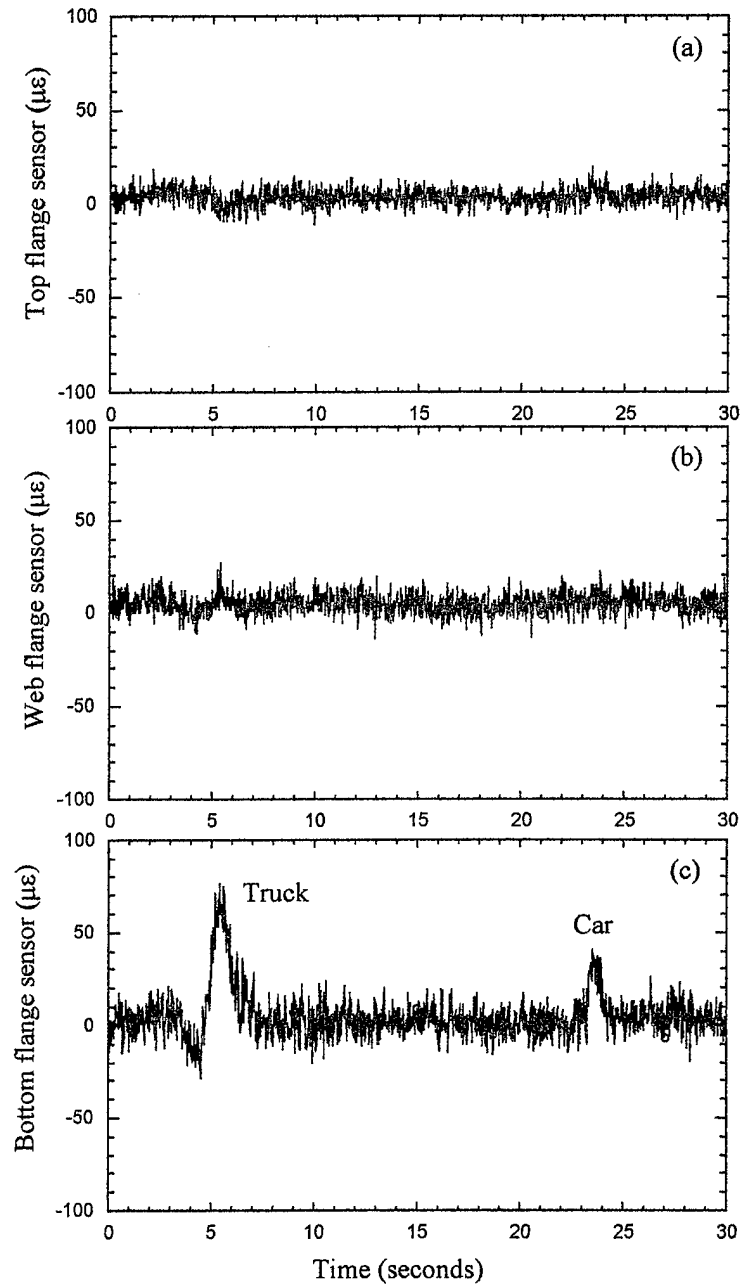 (a)
Top flange sensor (με)
100
50
0
-50
-100
0 5 10 15 20 25 30
(b)
Web flange sensor (με)
100
50
0
-50
-100
0 5 10 15 20 25 30
(c)
Truck
Car
Bottom flange sensor (με)
100
50
0
-50
-100
0 5 10 15 20 25 30
Time (seconds)